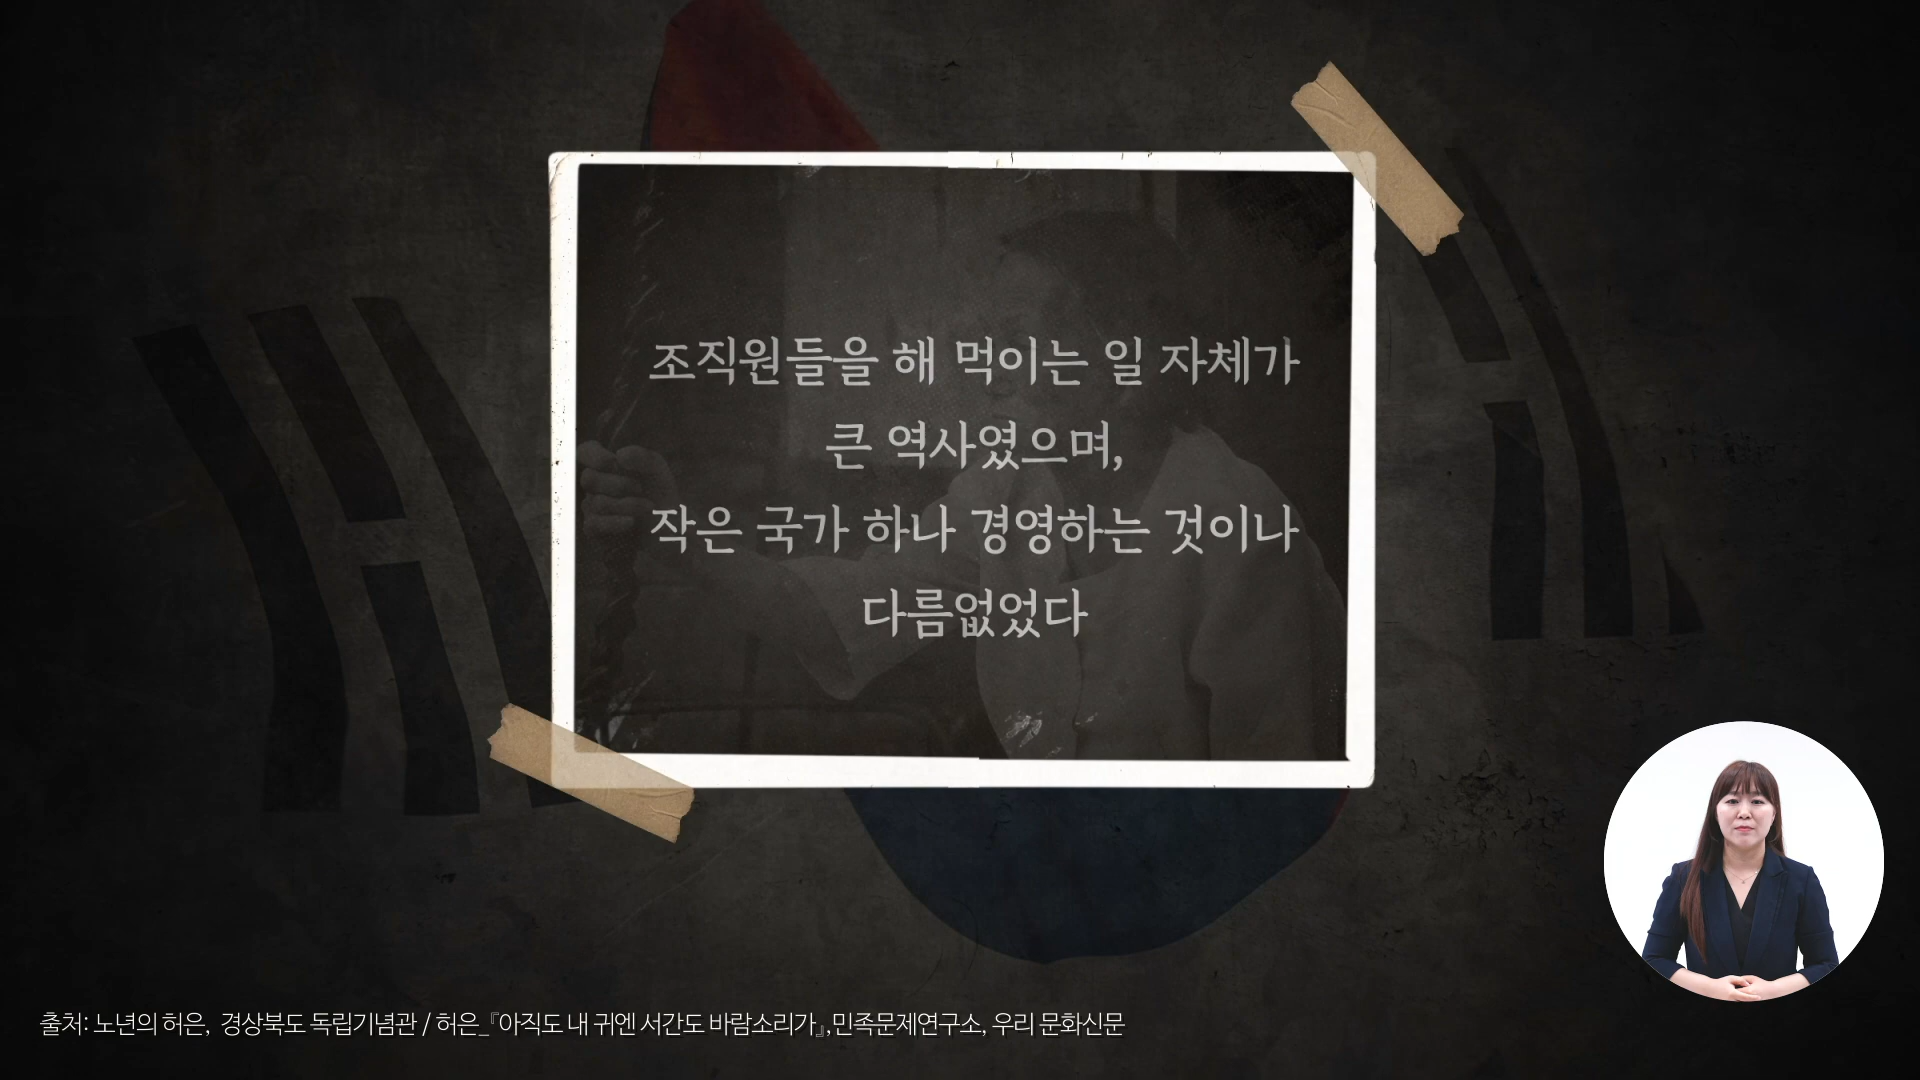 조직원들을 해 먹이는 일 자체가
큰 역사였으며,
작은 국가 하나 경영하는 것이나
다름없었다
출처: 노년의 허은, 경상북도 독립기념관 / 허은_『아직도 내 귀엔 서간도 바람소리가』,민족문제연구소, 우리 문화신문